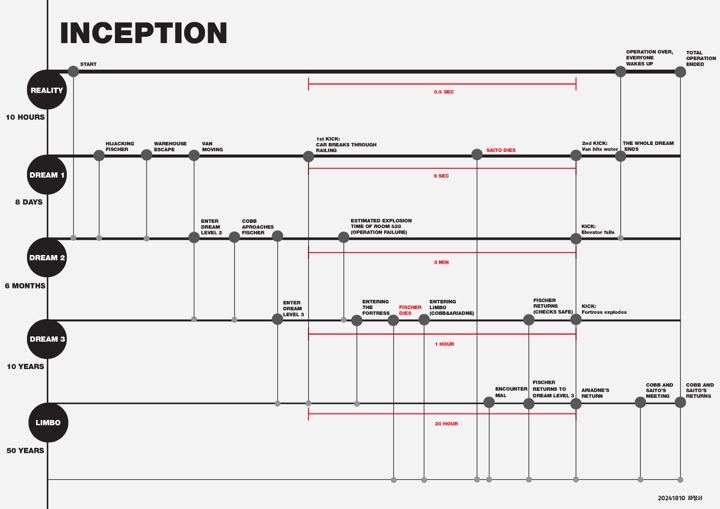 INCEPTION
START
OPERATION OVER,
EVERYONE
WAKES UP
TOTAL
OPERATION
ENDED
REALITY
0.5 SEC
10 HOURS
HIJACKING
FISCHER
WAREHOUSE
ESCAPE
VAN
MOVING
1st KICK:
CAR BREAKS THROUGH
RAILING
SAITO DIES
2nd KICK:
Van hits water
THE WHOLE DREAM
ENDS
DREAM 1
9 SEC
8 DAYS
ENTER
DREAM
LEVEL 2
COBB
APROACHES
FISCHER
ESTIMATED EXPLOSION
TIME OF ROOM 528
(OPERATION FAILURE)
KICK:
Elevator falls
DREAM 2
3 MIN
6 MONTHS
ENTER
DREAM
LEVEL 3
ENTERING
THE
FORTRESS
FISCHER
DIES
ENTERING
LIMBO
(COBB&ARIADNE)
FISCHER
RETURNS
(CHECKS SAFE)
KICK:
Fortress explodes
DREAM 3
1 HOUR
10 YEARS
ENCOUNTER
MAL
FISCHER
RETURNS TO
DREAM LEVEL 3
ARIADNE'S
RETURN
COBB AND
SAITO'S
MEETING
COBB AND
SAITO'S
RETURNS
LIMBO
20 HOUR
50 YEARS
20241810